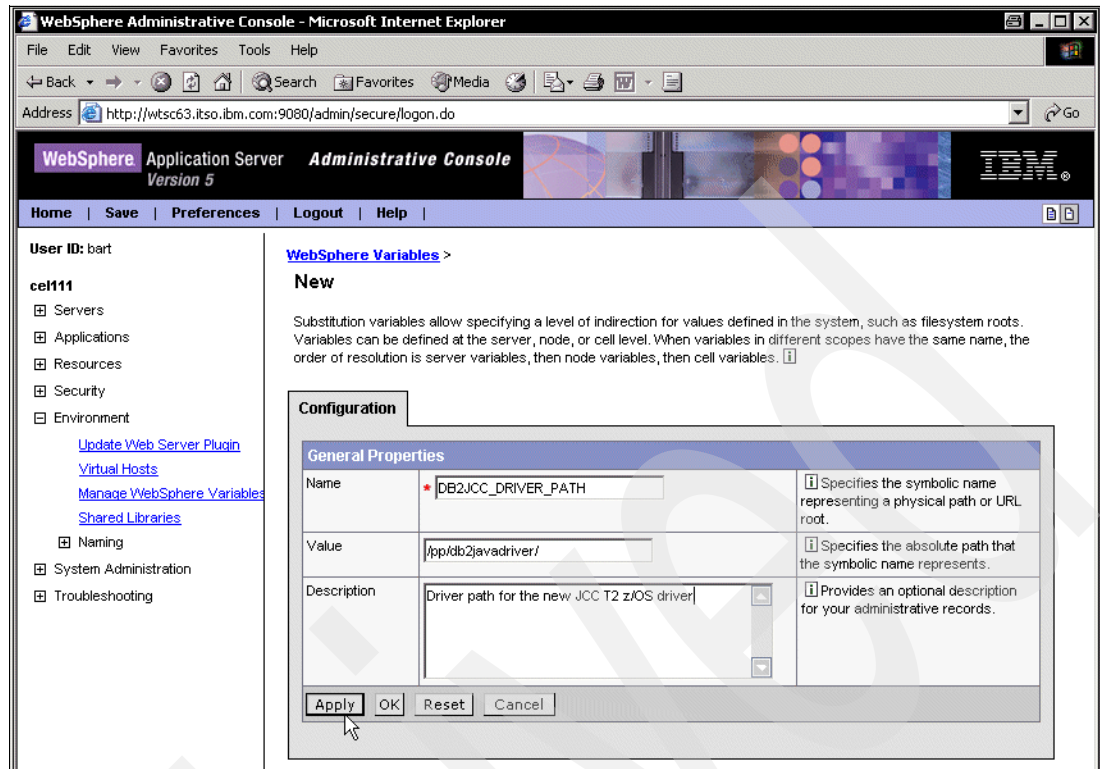 WebSphere Administrative Console - Microsoft Internet Explorer
File Edit View Favorites Tools Help
Back Search Favorites Media
Address http://wtsc63.itso.ibm.com:9080/admin/secure/logon.do Go
WebSphere Application Server Administrative Console
Version 5
IBM®
Home | Save | Preferences | Logout | Help |
User ID: bart
cel111
Servers
Applications
Resources
Security
Environment
Update Web Server Plugin
Virtual Hosts
Manage WebSphere Variables
Shared Libraries
Naming
System Administration
Troubleshooting
WebSphere Variables >
New
Substitution variables allow specifying a level of indirection for values defined in the system, such as filesystem roots.
Variables can be defined at the server, node, or cell level. When variables in different scopes have the same name, the
order of resolution is server variables, then node variables, then cell variables. i
Configuration
General Properties
Name * DB2JCC_DRIVER_PATH
i Specifies the symbolic name
representing a physical path or URL
root.
Value /pp/db2javadriver/
i Specifies the absolute path that
the symbolic name represents.
Description Driver path for the new JCC T2 z/OS driver
i Provides an optional description
for your administrative records.
Apply OK Reset Cancel